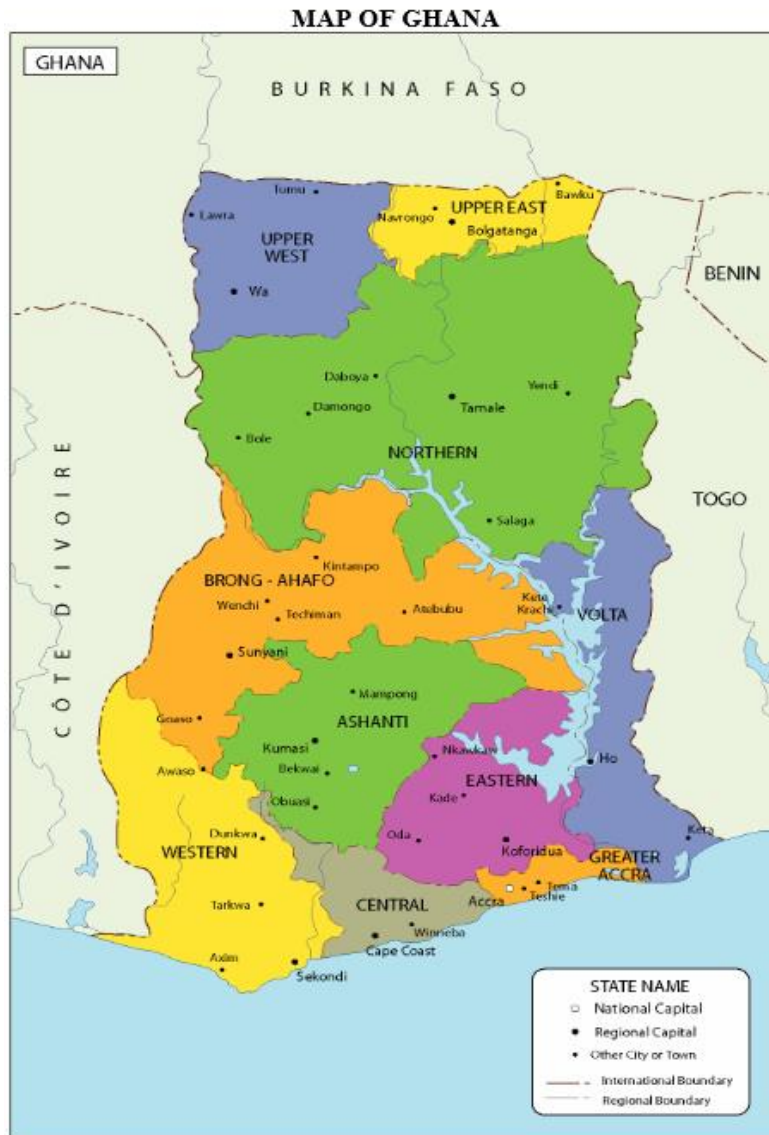 MAP OF GHANA
GHANA
BURKINA FASO
Tumu
Bawku
Lawra
Navrongo
UPPER EAST
Bolgatanga
UPPER
WEST
BENIN
Wa
Daboya
Yendi
Tamale
Damongo
Bole
NORTHERN
CÔTE D'IVOIRE
TOGO
Salaga
Kintampo
BRONG - AHAFO
Wenchi
Techiman
Atebubu
Kete
Krachi
VOLTA
Sunyani
Mampong
Goaso
ASHANTI
Kumasi
Nkawkaw
Ho
Awaso
Bekwai
EASTERN
Kade
Obuasi
Dunkwa
Oda
Koforidua
Keta
WESTERN
GREATER
ACCRA
Tema
Teshie
Accra
Tarkwa
CENTRAL
Winneba
Cape Coast
Axim
Sekondi
STATE NAME
National Capital
Regional Capital
Other City or Town
International Boundary
Regional Boundary